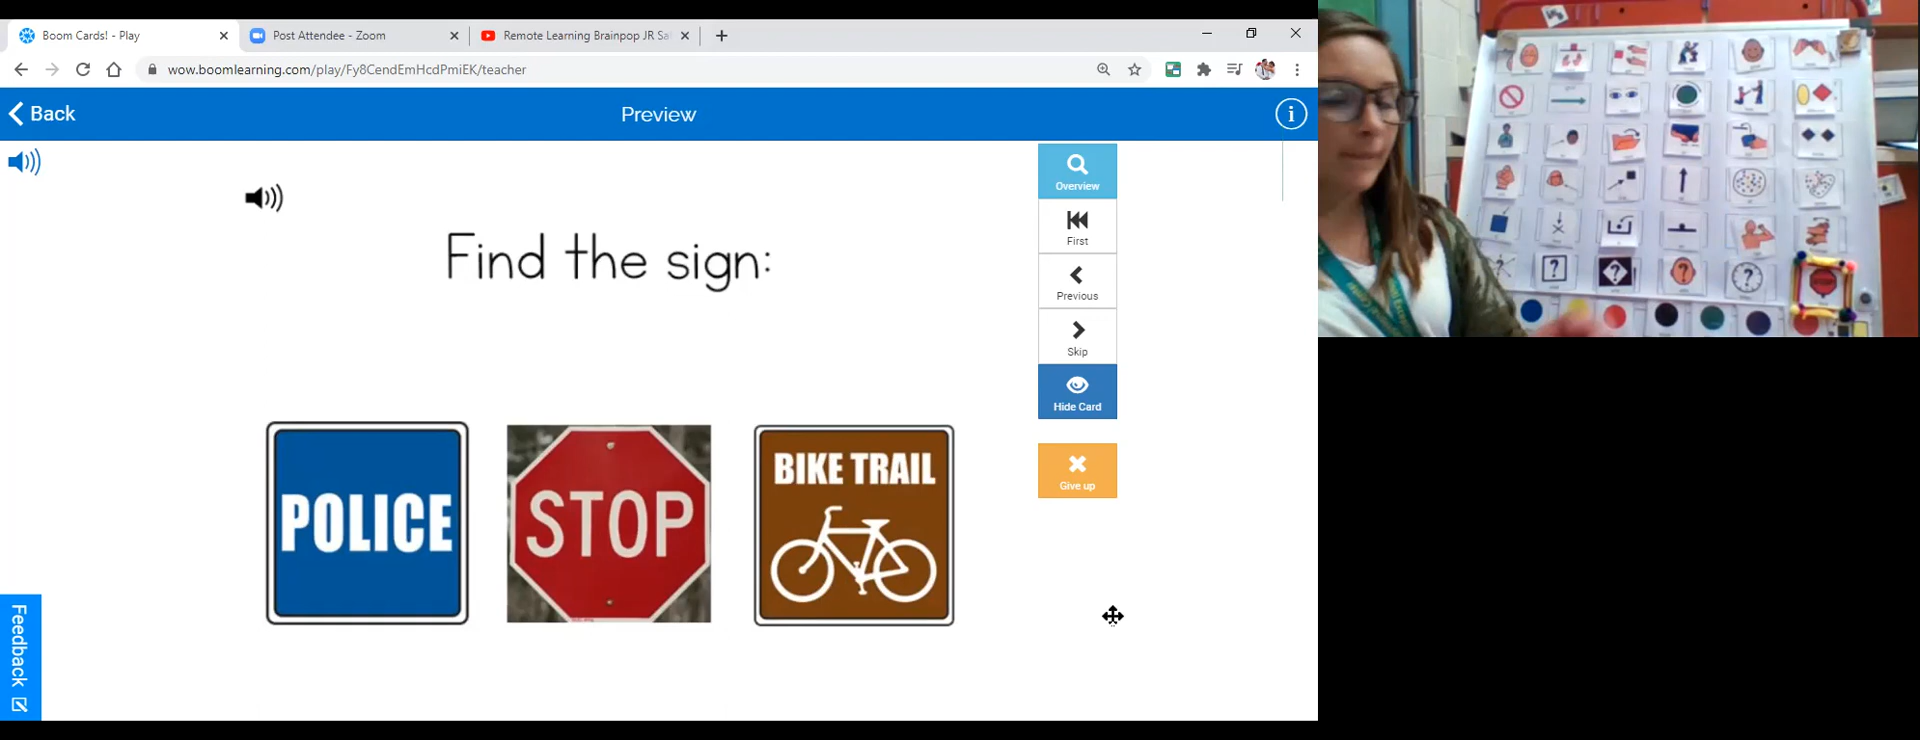 Boom Cards! - Play
Post Attendee - Zoom
Remote Learning Brainpop JR Sa
wow.boomlearning.com/play/Fy8CendEmHcdPmiEK/teacher
Back
Preview
i
Overview
First
Previous
Skip
Hide Card
Give up
Find the sign:
POLICE
STOP
BIKE TRAIL
Feedback